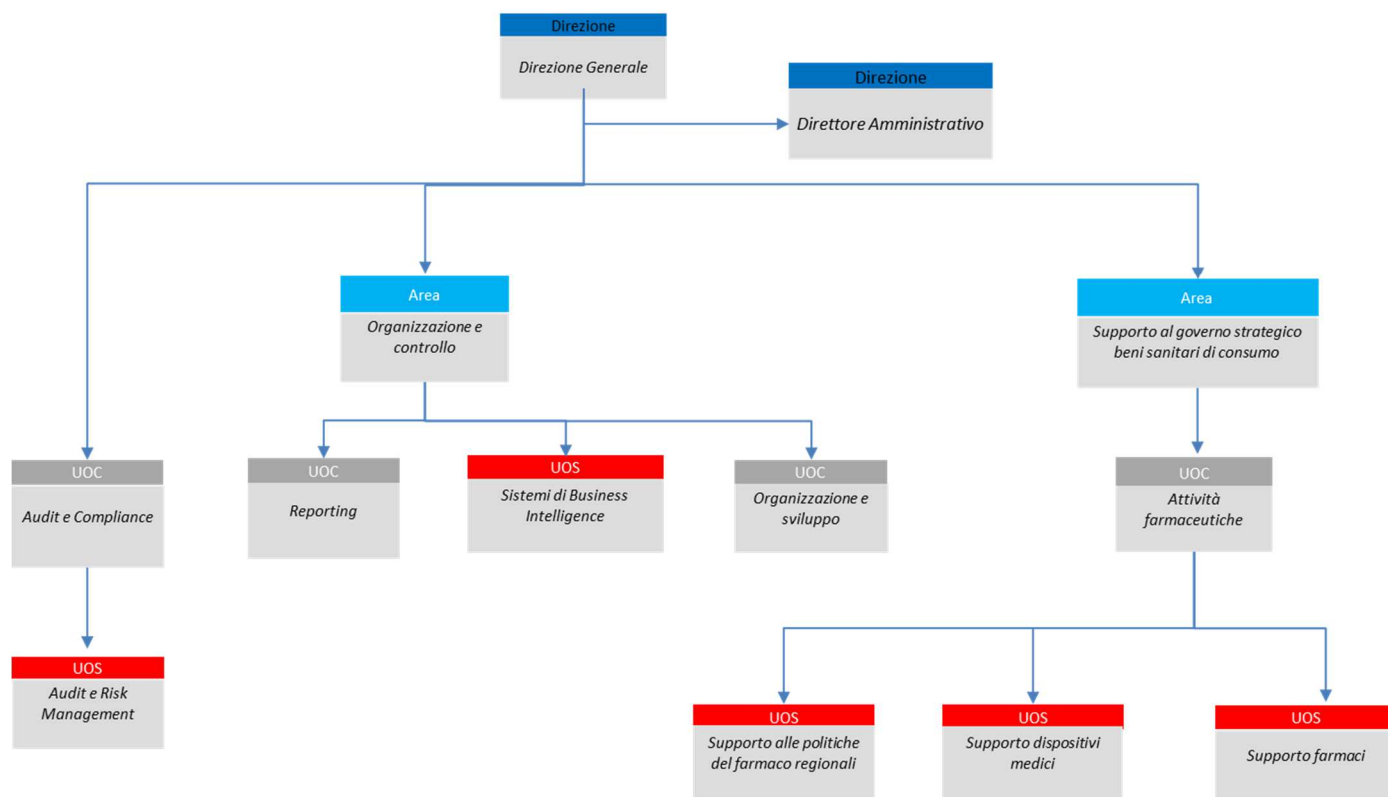 Direzione
Direzione Generale
Direzione
Direttore Amministrativo
Area
Organizzazione e
controllo
Area
Supporto al governo strategico
beni sanitari di consumo
UOC
Audit e Compliance
UOC
Reporting
UOS
Sistemi di Business
Intelligence
UOC
Organizzazione e
sviluppo
UOC
Attività
farmaceutiche
UOS
Audit e Risk
Management
UOS
Supporto alle politiche
del farmaco regionali
UOS
Supporto dispositivi
medici
UOS
Supporto farmaci